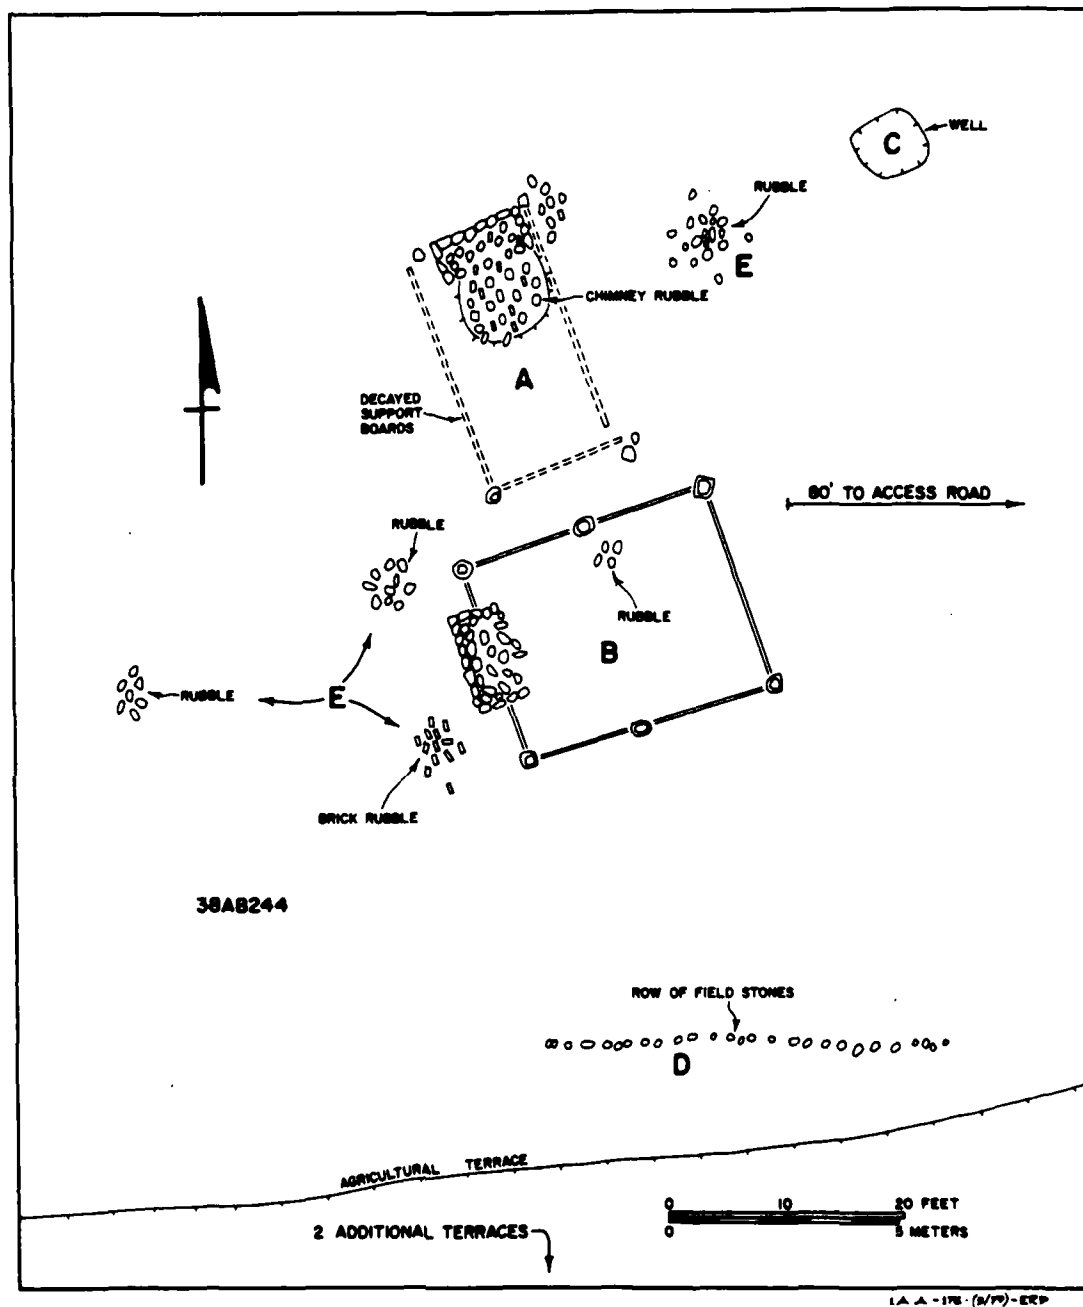 WELL
C
RUBBLE
E
CHIMNEY RUBBLE
A
DECAYED
SUPPORT
BOARDS
80' TO ACCESS ROAD
RUBBLE
RUBBLE
B
RUBBLE
E
BRICK RUBBLE
38AB244
ROW OF FIELD STONES
D
AGRICULTURAL TERRACE
0 10 20 FEET
0 5 METERS
2 ADDITIONAL TERRACES